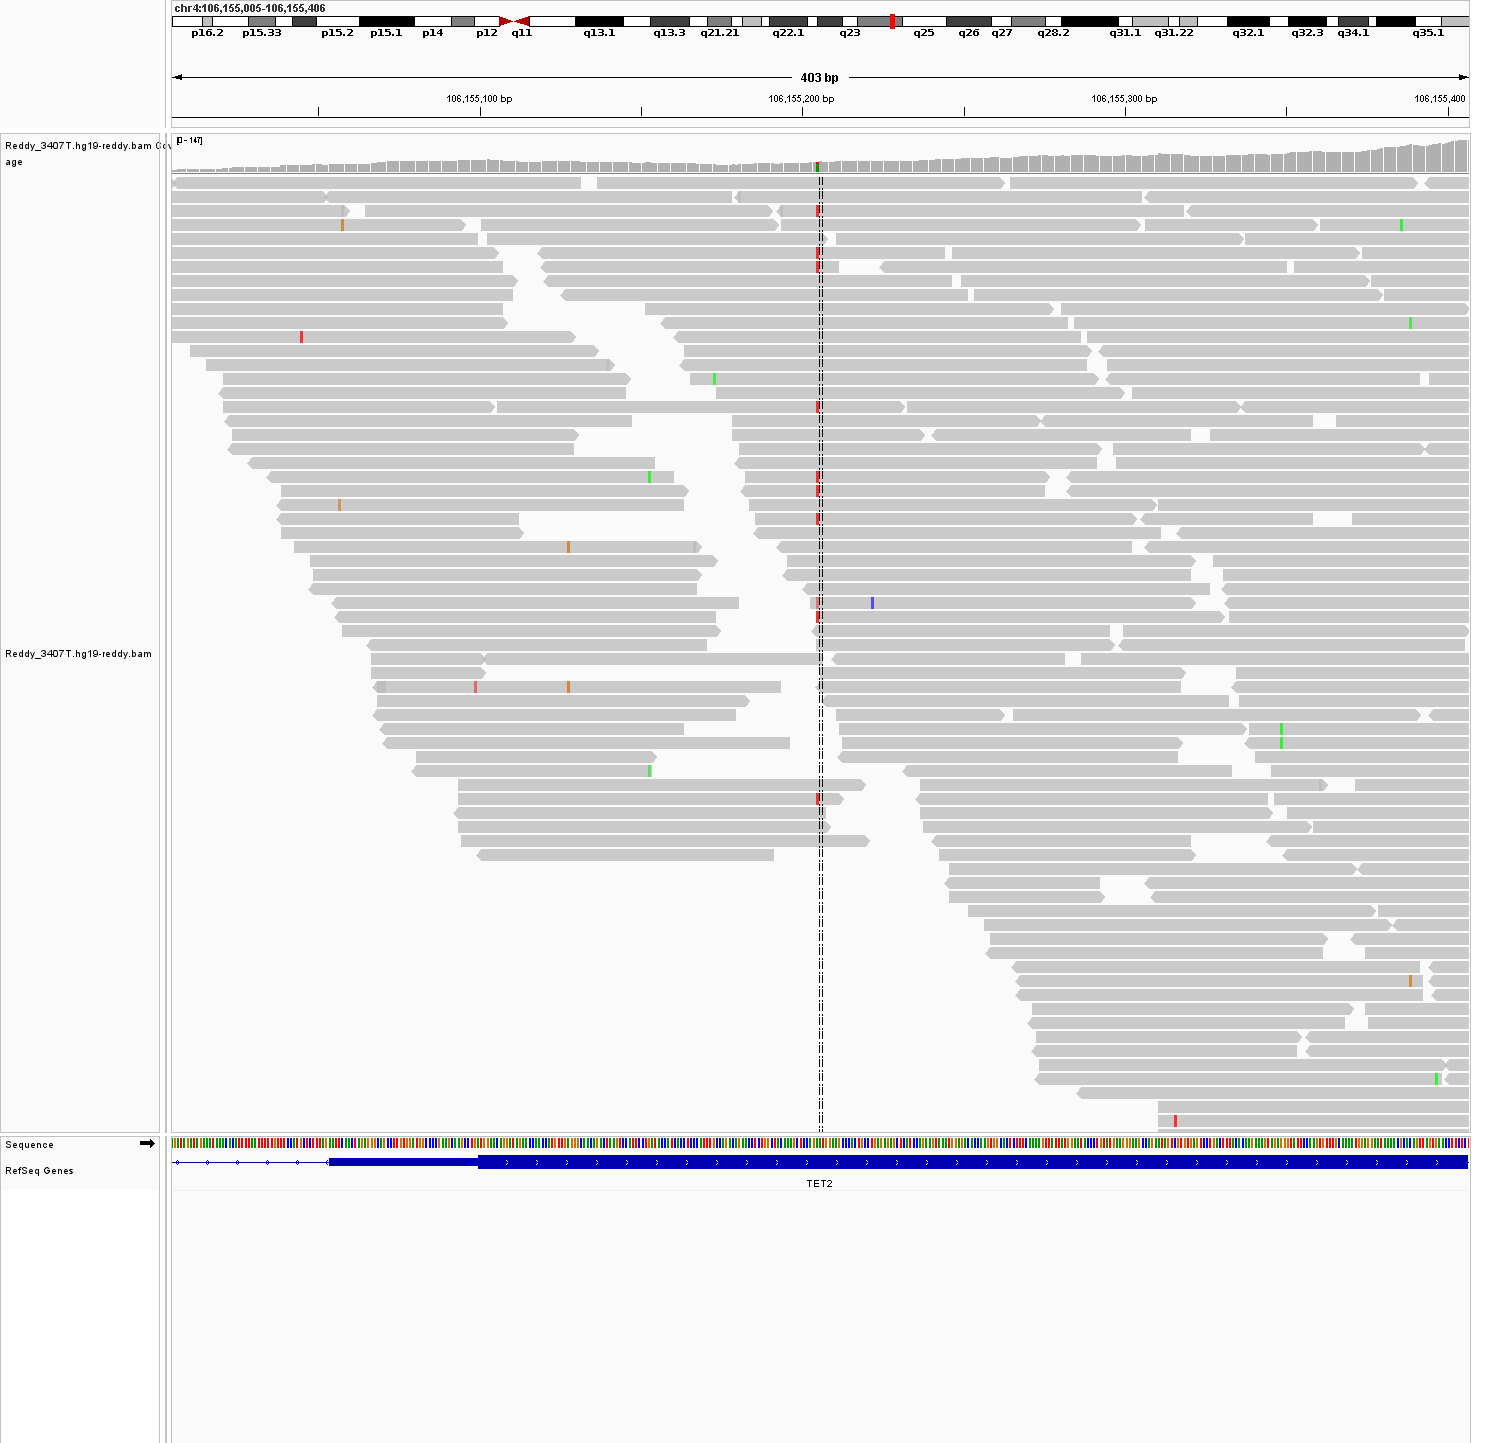 chr4:106,155,005-106,155,406
p16.2 p15.33 p15.2 p15.1 p14 p12 q11 q13.1 q13.3 q21.21 q22.1 q23 q25 q26 q27 q28.2 q31.1 q31.22 q32.1 q32.3 q34.1 q35.1
403 bp
106,155,100 bp 106,155,200 bp 106,155,300 bp 106,155,400
[0 - 147]
Reddy_3407T.hg19-reddy.bam Cov
age
Reddy_3407T.hg19-reddy.bam
Sequence
RefSeq Genes
TET2